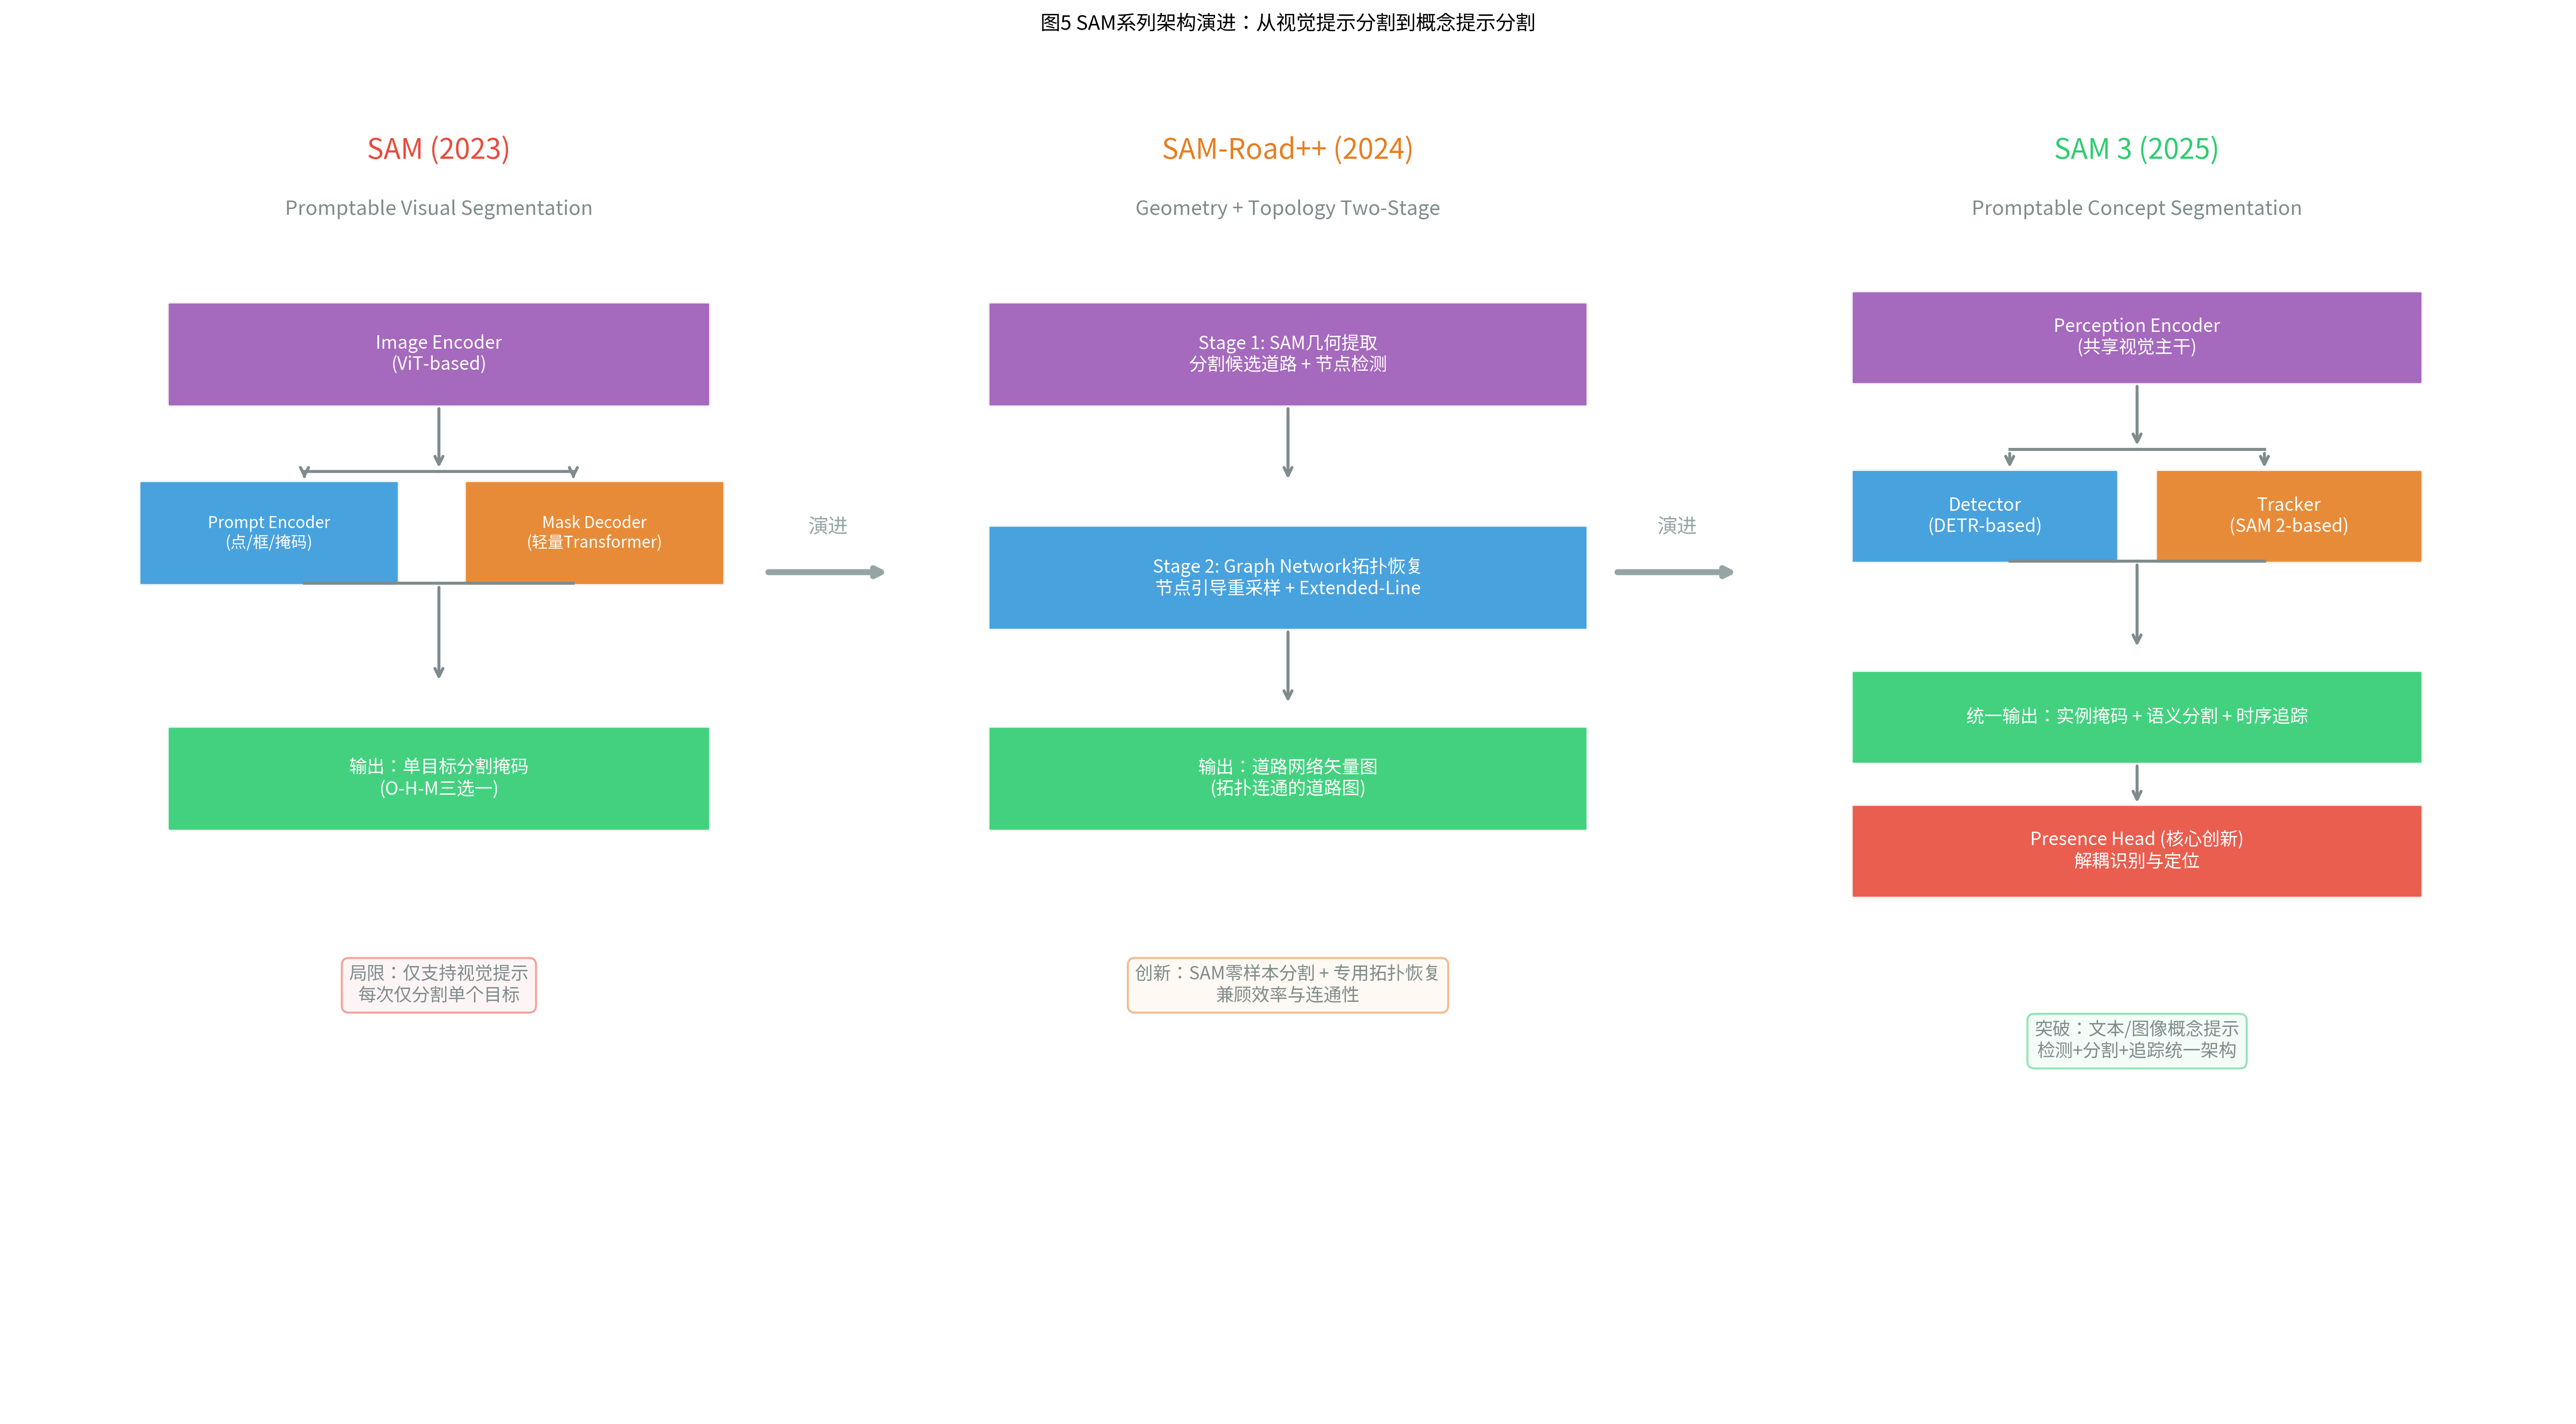 图5 SAM系列架构演进：从视觉提示分割到概念提示分割
SAM (2023)
Promptable Visual Segmentation
Image Encoder
(ViT-based)
Prompt Encoder
(点/框/掩码)
Mask Decoder
(轻量Transformer)
输出：单目标分割掩码
(O-H-M三选一)
局限：仅支持视觉提示
每次仅分割单个目标
演进
SAM-Road++ (2024)
Geometry + Topology Two-Stage
Stage 1: SAM几何提取
分割候选道路 + 节点检测
Stage 2: Graph Network拓扑恢复
节点引导重采样 + Extended-Line
输出：道路网络矢量图
(拓扑连通的道路图)
创新：SAM零样本分割 + 专用拓扑恢复
兼顾效率与连通性
演进
SAM 3 (2025)
Promptable Concept Segmentation
Perception Encoder
(共享视觉主干)
Detector
(DETR-based)
Tracker
(SAM 2-based)
统一输出：实例掩码 + 语义分割 + 时序追踪
Presence Head (核心创新)
解耦识别与定位
突破：文本/图像概念提示
检测+分割+追踪统一架构